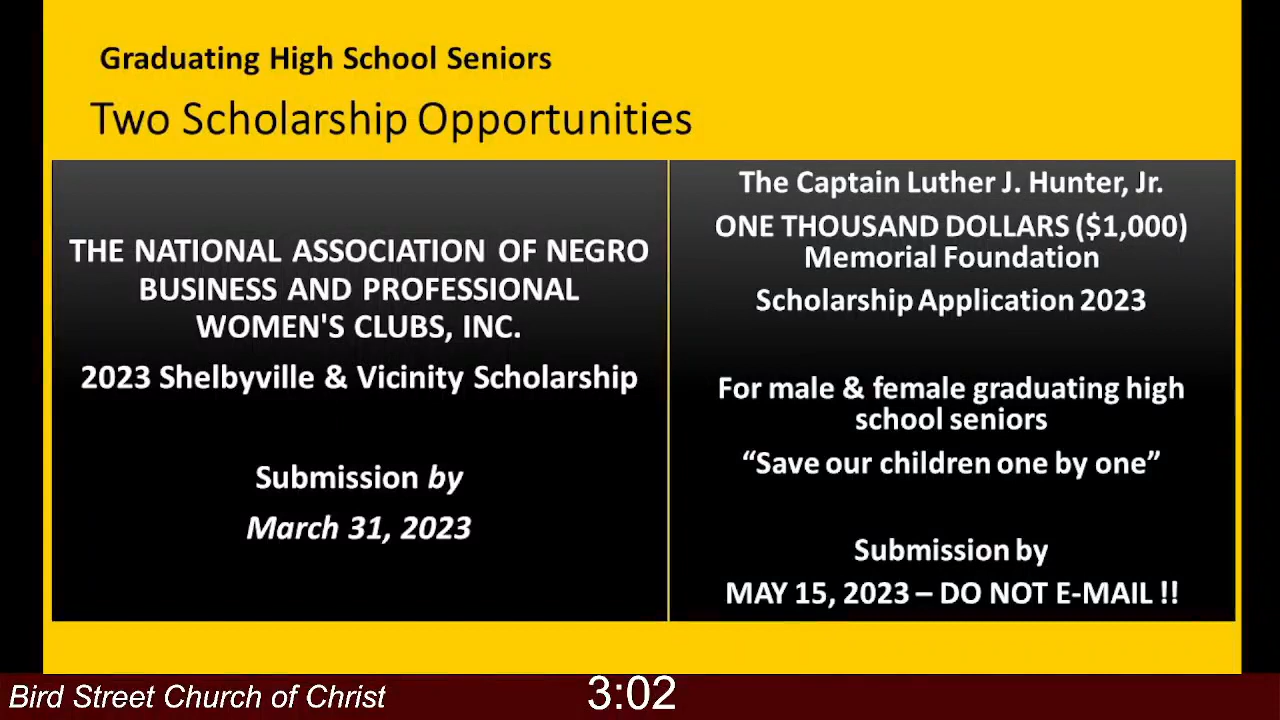 Graduating High School Seniors
Two Scholarship Opportunities
THE NATIONAL ASSOCIATION OF NEGRO
BUSINESS AND PROFESSIONAL
WOMEN'S CLUBS, INC.
2023 Shelbyville & Vicinity Scholarship
Submission by
March 31, 2023
The Captain Luther J. Hunter, Jr.
ONE THOUSAND DOLLARS ($1,000)
Memorial Foundation
Scholarship Application 2023
For male & female graduating high
school seniors
“Save our children one by one”
Submission by
MAY 15, 2023 – DO NOT E-MAIL !!
Bird Street Church of Christ
3:02